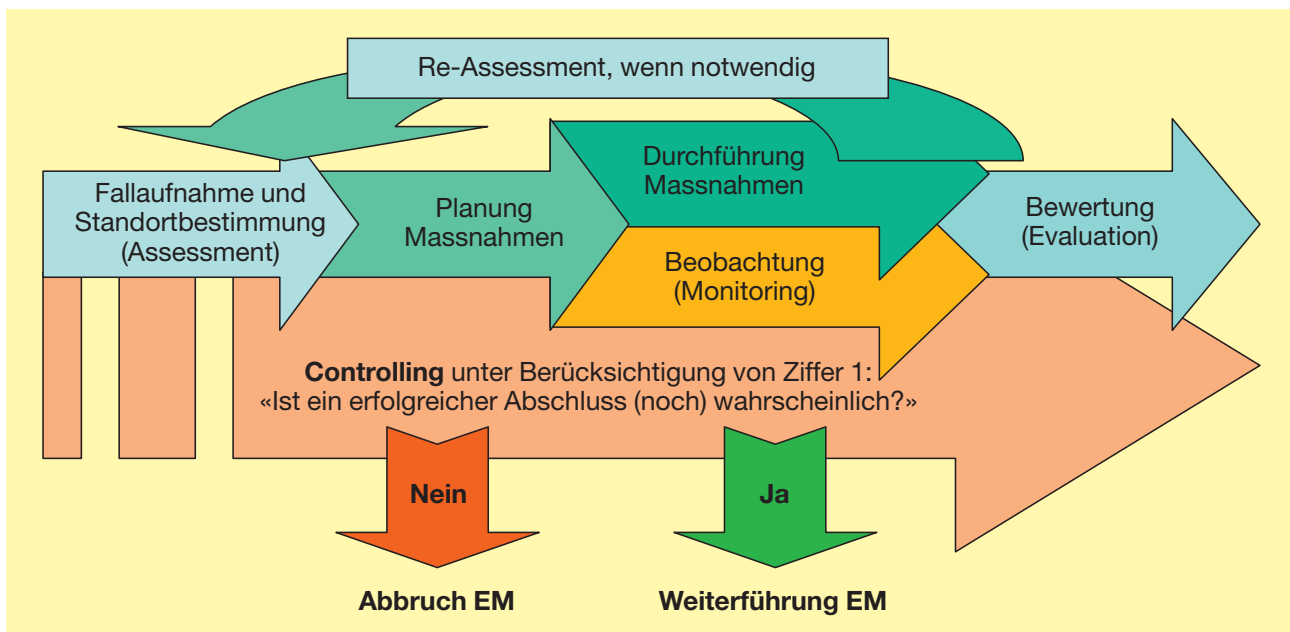 Re-Assessment, wenn notwendig
Fallaufnahme und
Standortbestimmung
(Assessment)
Planung
Massnahmen
Durchführung
Massnahmen
Beobachtung
(Monitoring)
Bewertung
(Evaluation)
Controlling unter Berücksichtigung von Ziffer 1:
«Ist ein erfolgreicher Abschluss (noch) wahrscheinlich?»
Nein
Ja
Abbruch EM
Weiterführung EM